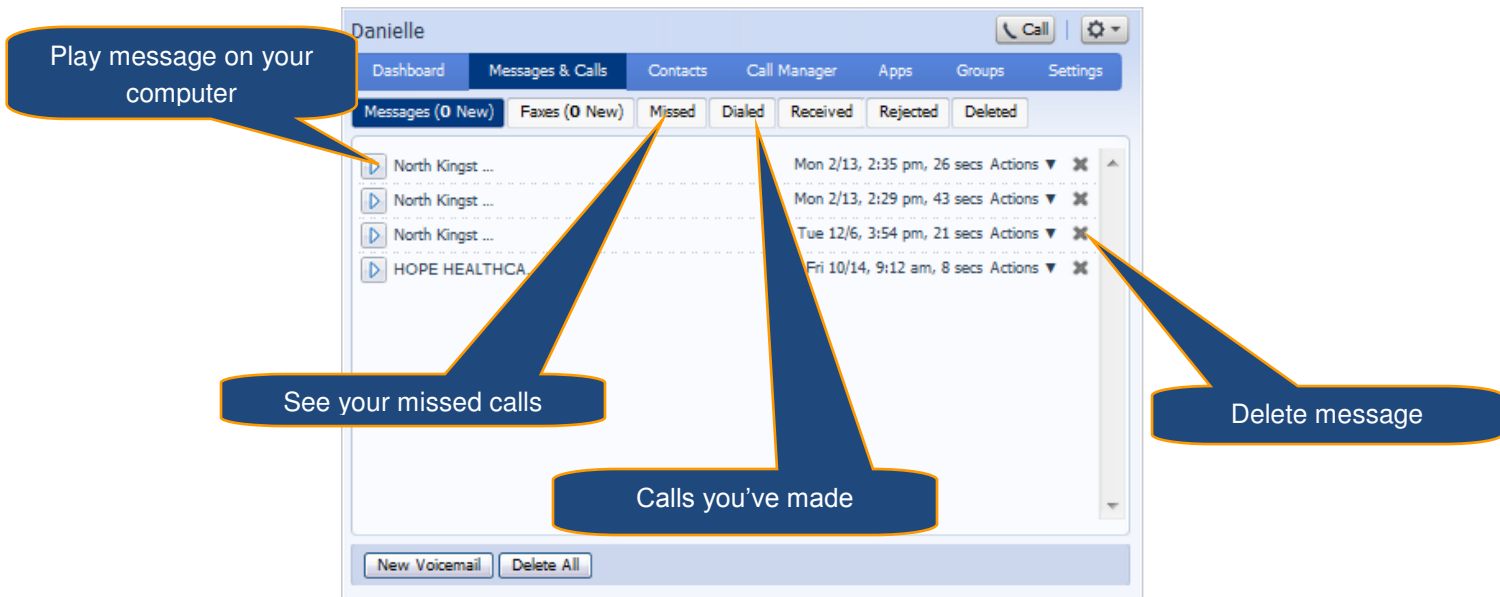 Danielle
Call
Play message on your
computer
Dashboard Messages & Calls Contacts Call Manager Apps Groups Settings
Messages (0 New) Faxes (0 New) Missed Dialed Received Rejected Deleted
North Kingst ... Mon 2/13, 2:35 pm, 26 secs Actions
North Kingst ... Mon 2/13, 2:29 pm, 43 secs Actions
North Kingst ... Tue 12/6, 3:54 pm, 21 secs Actions
HOPE HEALTHCA... Fri 10/14, 9:12 am, 8 secs Actions
See your missed calls
Delete message
Calls you’ve made
New Voicemail Delete All